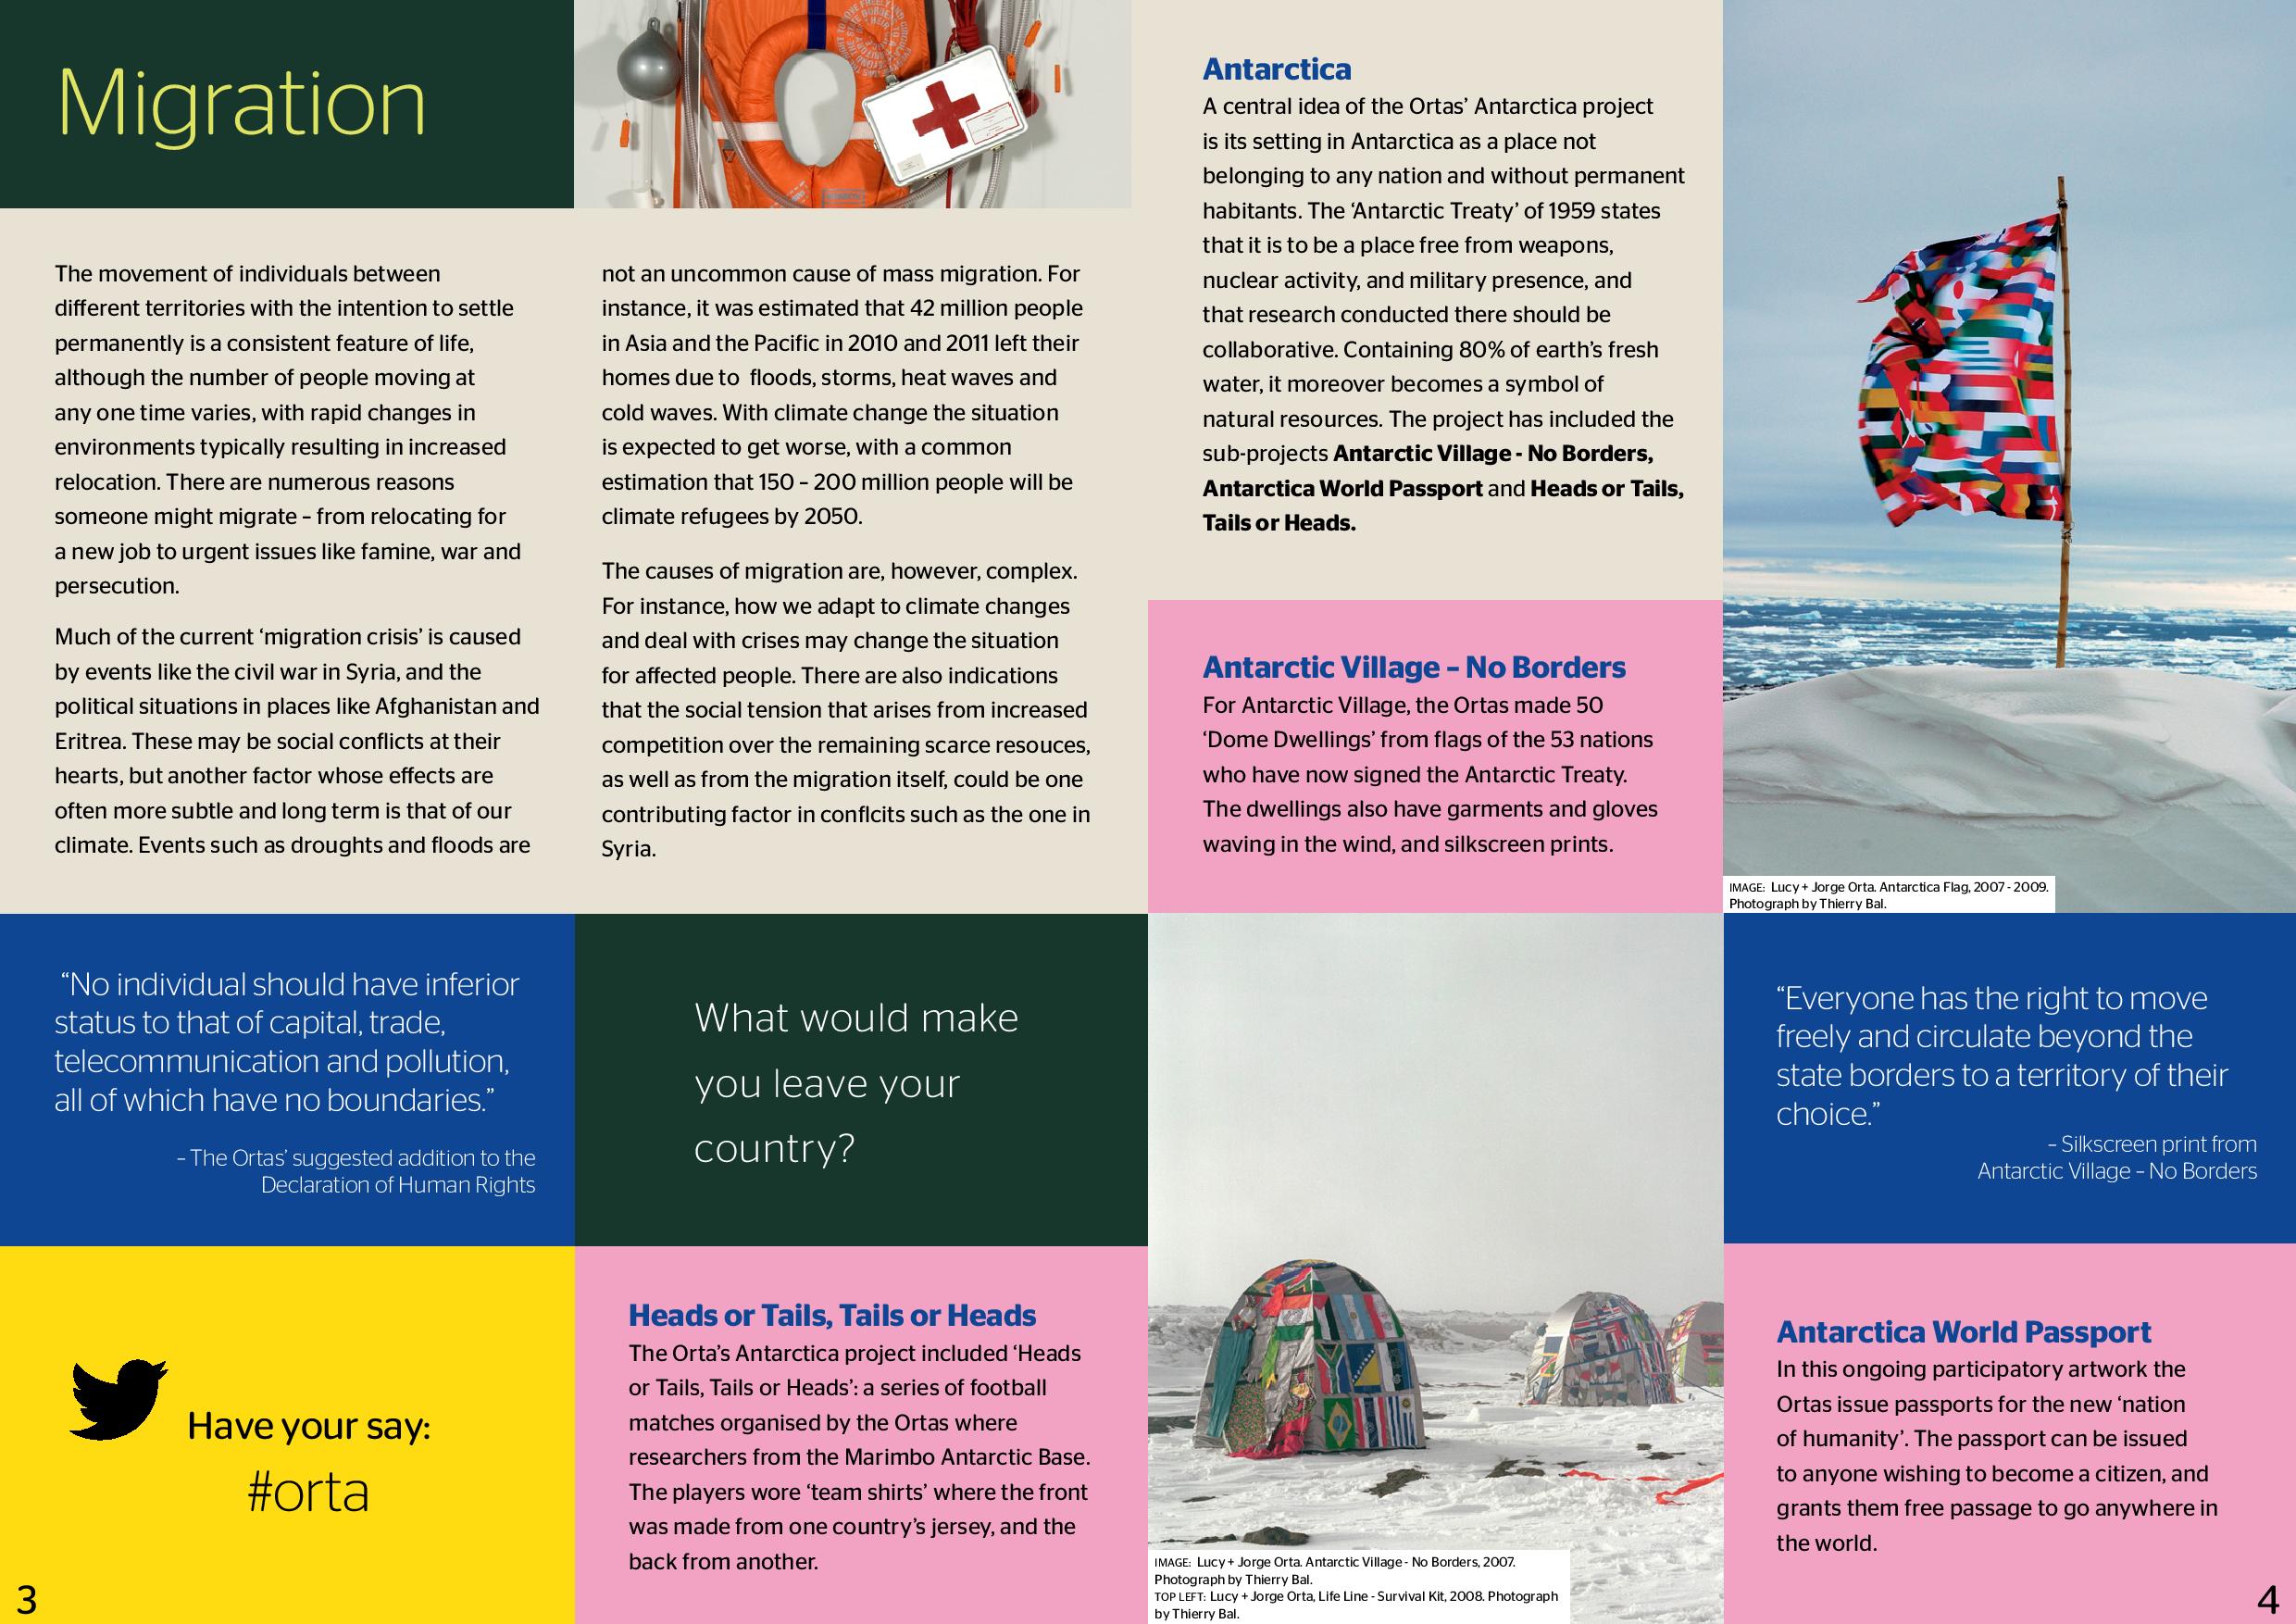 Migration
The movement of individuals between
different territories with the intention to settle
permanently is a consistent feature of life,
although the number of people moving at
any one time varies, with rapid changes in
environments typically resulting in increased
relocation. There are numerous reasons
someone might migrate – from relocating for
a new job to urgent issues like famine, war and
persecution.
Much of the current ‘migration crisis’ is caused
by events like the civil war in Syria, and the
political situations in places like Afghanistan and
Eritrea. These may be social conflicts at their
hearts, but another factor whose effects are
often more subtle and long term is that of our
climate. Events such as droughts and floods are
not an uncommon cause of mass migration. For
instance, it was estimated that 42 million people
in Asia and the Pacific in 2010 and 2011 left their
homes due to  floods, storms, heat waves and
cold waves. With climate change the situation
is expected to get worse, with a common
estimation that 150 – 200 million people will be
climate refugees by 2050.
The causes of migration are, however, complex.
For instance, how we adapt to climate changes
and deal with crises may change the situation
for affected people. There are also indications
that the social tension that arises from increased
competition over the remaining scarce resouces,
as well as from the migration itself, could be one
contributing factor in conflcits such as the one in
Syria.
“No individual should have inferior
status to that of capital, trade,
telecommunication and pollution,
all of which have no boundaries.”
– The Ortas’ suggested addition to the
Declaration of Human Rights
What would make
you leave your
country?
Have your say:
#orta
Heads or Tails, Tails or Heads
The Orta’s Antarctica project included ‘Heads
or Tails, Tails or Heads’: a series of football
matches organised by the Ortas where
researchers from the Marimbo Antarctic Base.
The players wore ‘team shirts’ where the front
was made from one country’s jersey, and the
back from another.
3
Antarctica
A central idea of the Ortas’ Antarctica project
is its setting in Antarctica as a place not
belonging to any nation and without permanent
habitants. The ‘Antarctic Treaty’ of 1959 states
that it is to be a place free from weapons,
nuclear activity, and military presence, and
that research conducted there should be
collaborative. Containing 80% of earth’s fresh
water, it moreover becomes a symbol of
natural resources. The project has included the
sub-projects Antarctic Village - No Borders,
Antarctica World Passport and Heads or Tails,
Tails or Heads.
Antarctic Village – No Borders
For Antarctic Village, the Ortas made 50
‘Dome Dwellings’ from flags of the 53 nations
who have now signed the Antarctic Treaty.
The dwellings also have garments and gloves
waving in the wind, and silkscreen prints.
IMAGE: Lucy + Jorge Orta. Antarctica Flag, 2007 - 2009.
Photograph by Thierry Bal.
“Everyone has the right to move
freely and circulate beyond the
state borders to a territory of their
choice.”
– Silkscreen print from
Antarctic Village – No Borders
IMAGE: Lucy + Jorge Orta. Antarctic Village - No Borders, 2007.
Photograph by Thierry Bal.
TOP LEFT: Lucy + Jorge Orta, Life Line - Survival Kit, 2008. Photograph
by Thierry Bal.
Antarctica World Passport
In this ongoing participatory artwork the
Ortas issue passports for the new ‘nation
of humanity’. The passport can be issued
to anyone wishing to become a citizen, and
grants them free passage to go anywhere in
the world.
4